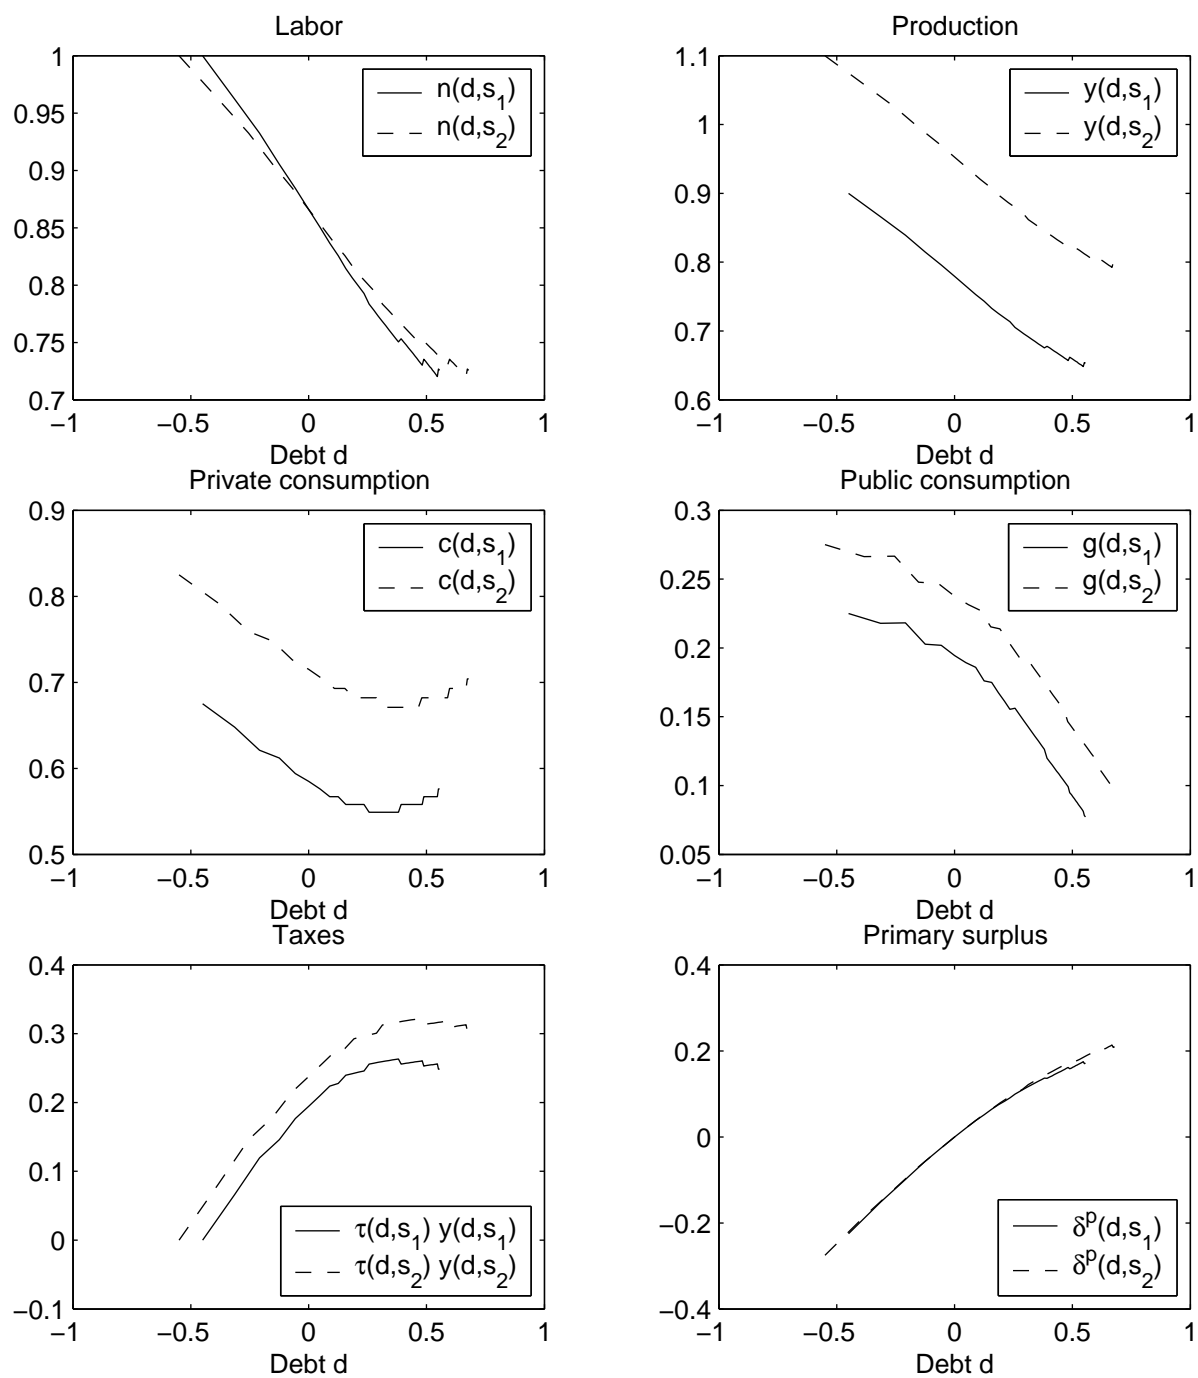 Labor
1
0.95
0.9
0.85
0.8
0.75
0.7
−1 −0.5 0 0.5 1
Debt d
n(d,s1)
n(d,s2)
Production
1.1
1
0.9
0.8
0.7
0.6
−1 −0.5 0 0.5 1
Debt d
y(d,s1)
y(d,s2)
Private consumption
0.9
0.8
0.7
0.6
0.5
−1 −0.5 0 0.5 1
Debt d
c(d,s1)
c(d,s2)
Public consumption
0.3
0.25
0.2
0.15
0.1
0.05
−1 −0.5 0 0.5 1
Debt d
g(d,s1)
g(d,s2)
Taxes
0.4
0.3
0.2
0.1
0
−0.1
−1 −0.5 0 0.5 1
Debt d
τ(d,s1) y(d,s1)
τ(d,s2) y(d,s2)
Primary surplus
0.4
0.2
0
−0.2
−0.4
−1 −0.5 0 0.5 1
Debt d
δp(d,s1)
δp(d,s2)